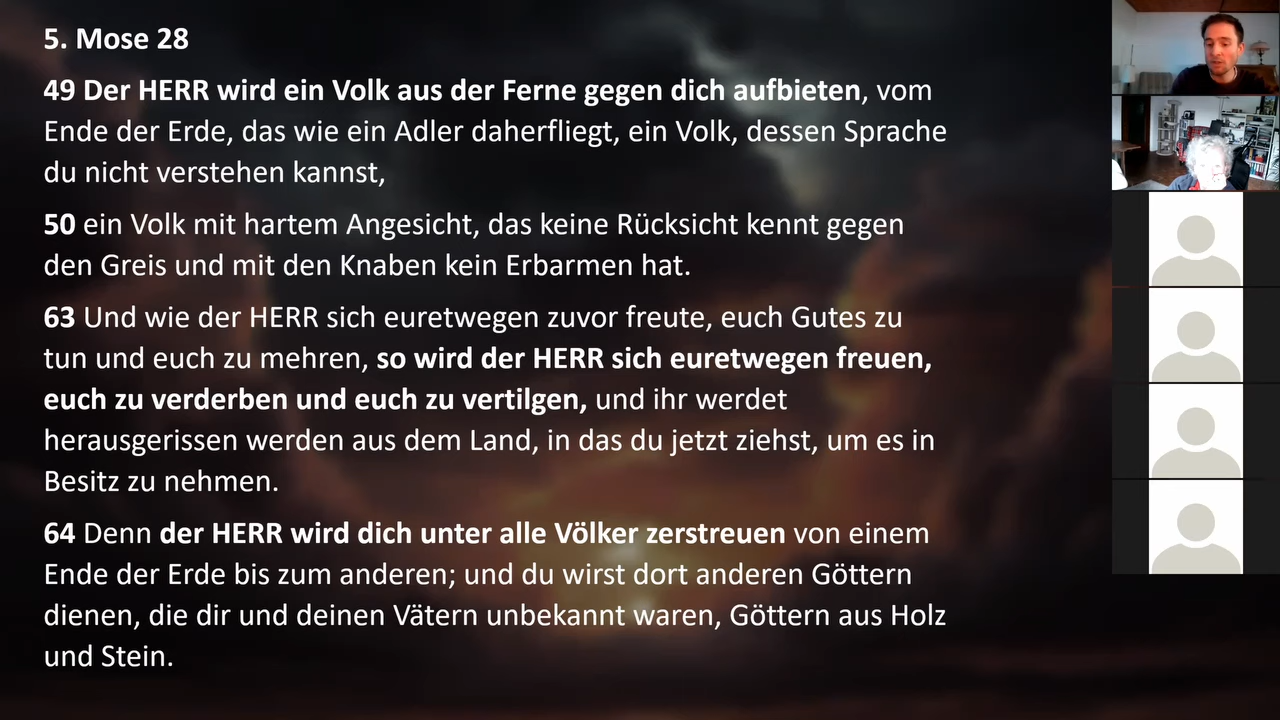 5. Mose 28
49 Der HERR wird ein Volk aus der Ferne gegen dich aufbieten, vom
Ende der Erde, das wie ein Adler daherfliegt, ein Volk, dessen Sprache
du nicht verstehen kannst,
50 ein Volk mit hartem Angesicht, das keine Rücksicht kennt gegen
den Greis und mit den Knaben kein Erbarmen hat.
63 Und wie der HERR sich euretwegen zuvor freute, euch Gutes zu
tun und euch zu mehren, so wird der HERR sich euretwegen freuen,
euch zu verderben und euch zu vertilgen, und ihr werdet
herausgerissen werden aus dem Land, in das du jetzt ziehst, um es in
Besitz zu nehmen.
64 Denn der HERR wird dich unter alle Völker zerstreuen von einem
Ende der Erde bis zum anderen; und du wirst dort anderen Göttern
dienen, die dir und deinen Vätern unbekannt waren, Göttern aus Holz
und Stein.